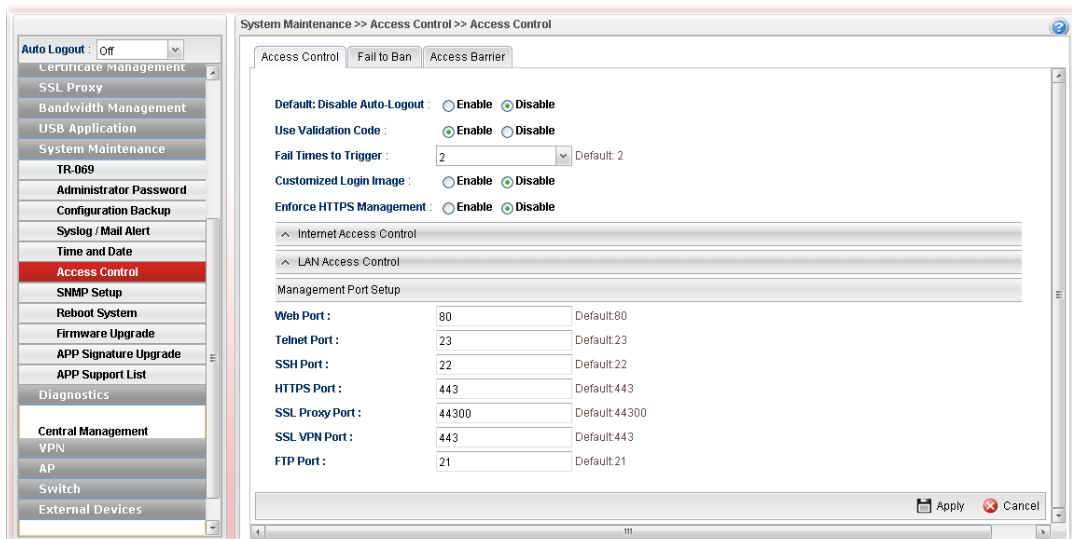 System Maintenance >> Access Control >> Access Control
Auto Logout : Off
Certificate Management
SSL Proxy
Bandwidth Management
USB Application
System Maintenance
TR-069
Administrator Password
Configuration Backup
Syslog / Mail Alert
Time and Date
Access Control
SNMP Setup
Reboot System
Firmware Upgrade
APP Signature Upgrade
APP Support List
Diagnostics
Central Management
VPN
AP
Switch
External Devices
Access Control Fail to Ban Access Barrier
Default: Disable Auto-Logout : Enable Disable
Use Validation Code : Enable Disable
Fail Times to Trigger : 2 Default: 2
Customized Login Image : Enable Disable
Enforce HTTPS Management : Enable Disable
Internet Access Control
LAN Access Control
Management Port Setup
Web Port : 80 Default:80
Telnet Port : 23 Default:23
SSH Port : 22 Default:22
HTTPS Port : 443 Default:443
SSL Proxy Port : 44300 Default:44300
SSL VPN Port : 443 Default:443
FTP Port : 21 Default:21
Apply Cancel